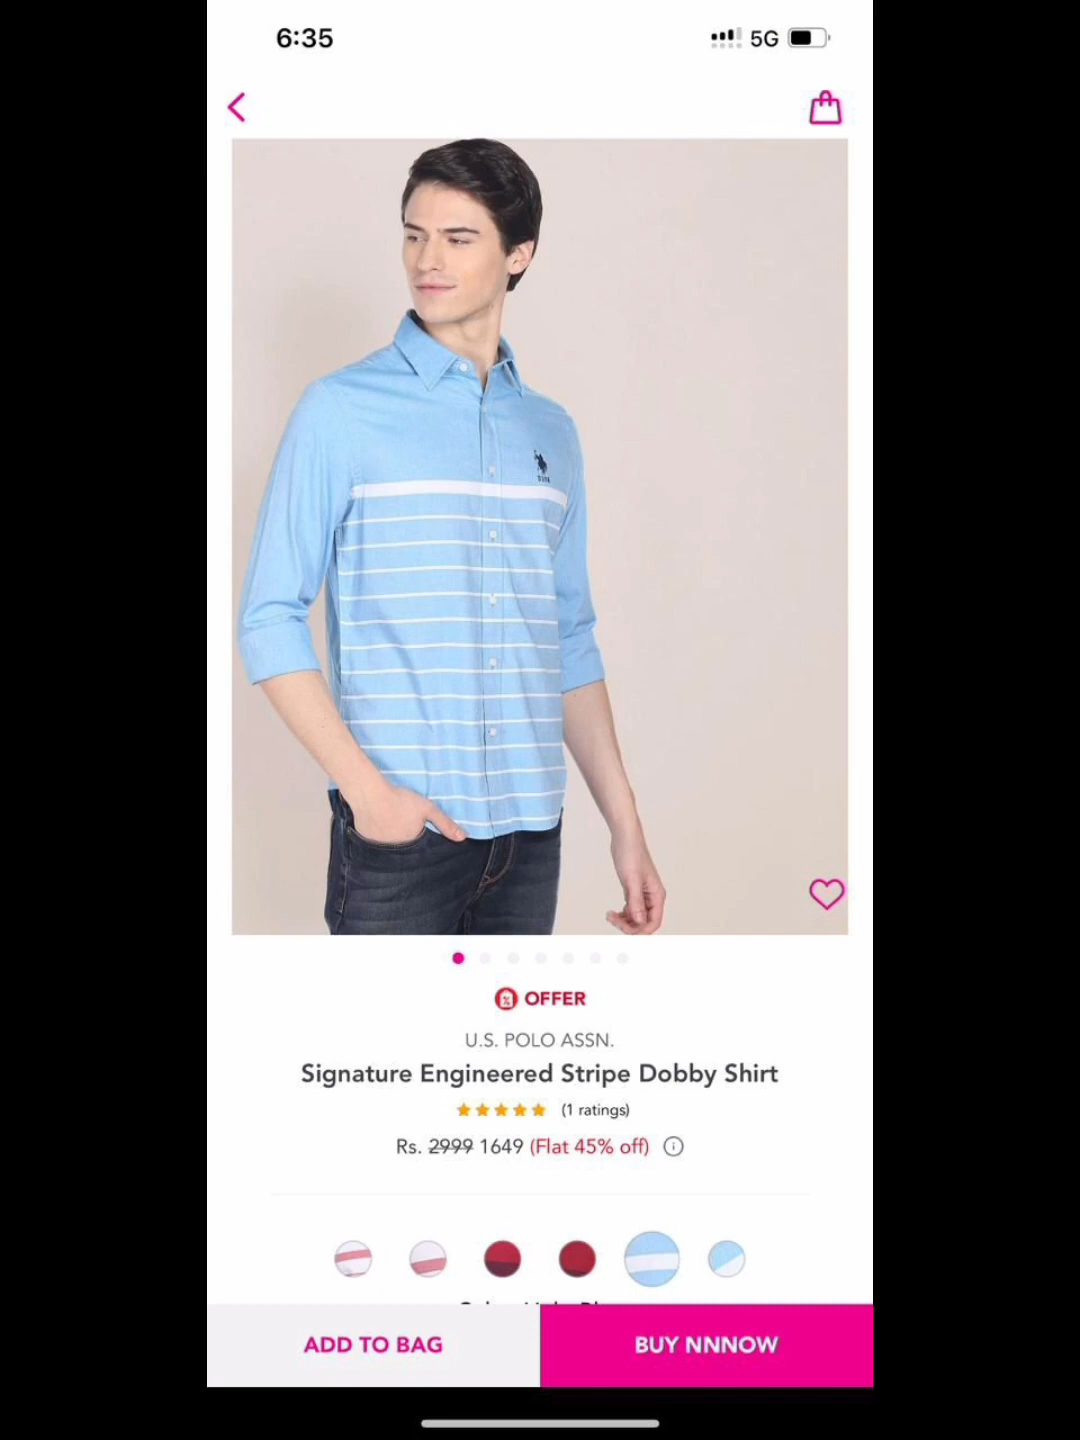 6:35
5G
USPA
OFFER
U.S. POLO ASSN.
Signature Engineered Stripe Dobby Shirt
(1 ratings)
Rs. 2999 1649 (Flat 45% off)
ADD TO BAG
BUY NNNOW